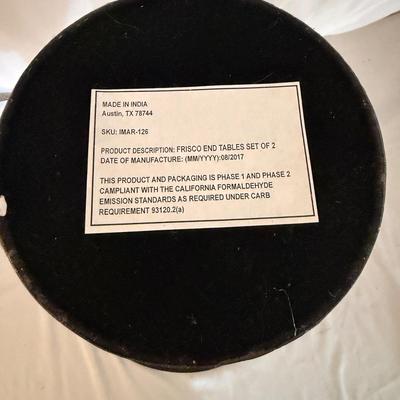 MADE IN INDIA
Austin, TX 78744
SKU: IMAR-126
PRODUCT DESCRIPTION: FRISCO END TABLES SET OF 2
DATE OF MANUFACTURE: (MM/YYYY):08/2017
THIS PRODUCT AND PACKAGING IS PHASE 1 AND PHASE 2
CAMPLIANT WITH THE CALIFORNIA FORMALDEHYDE
EMISSION STANDARDS AS REQUIRED UNDER CARB
REQUIREMENT 93120.2(a)